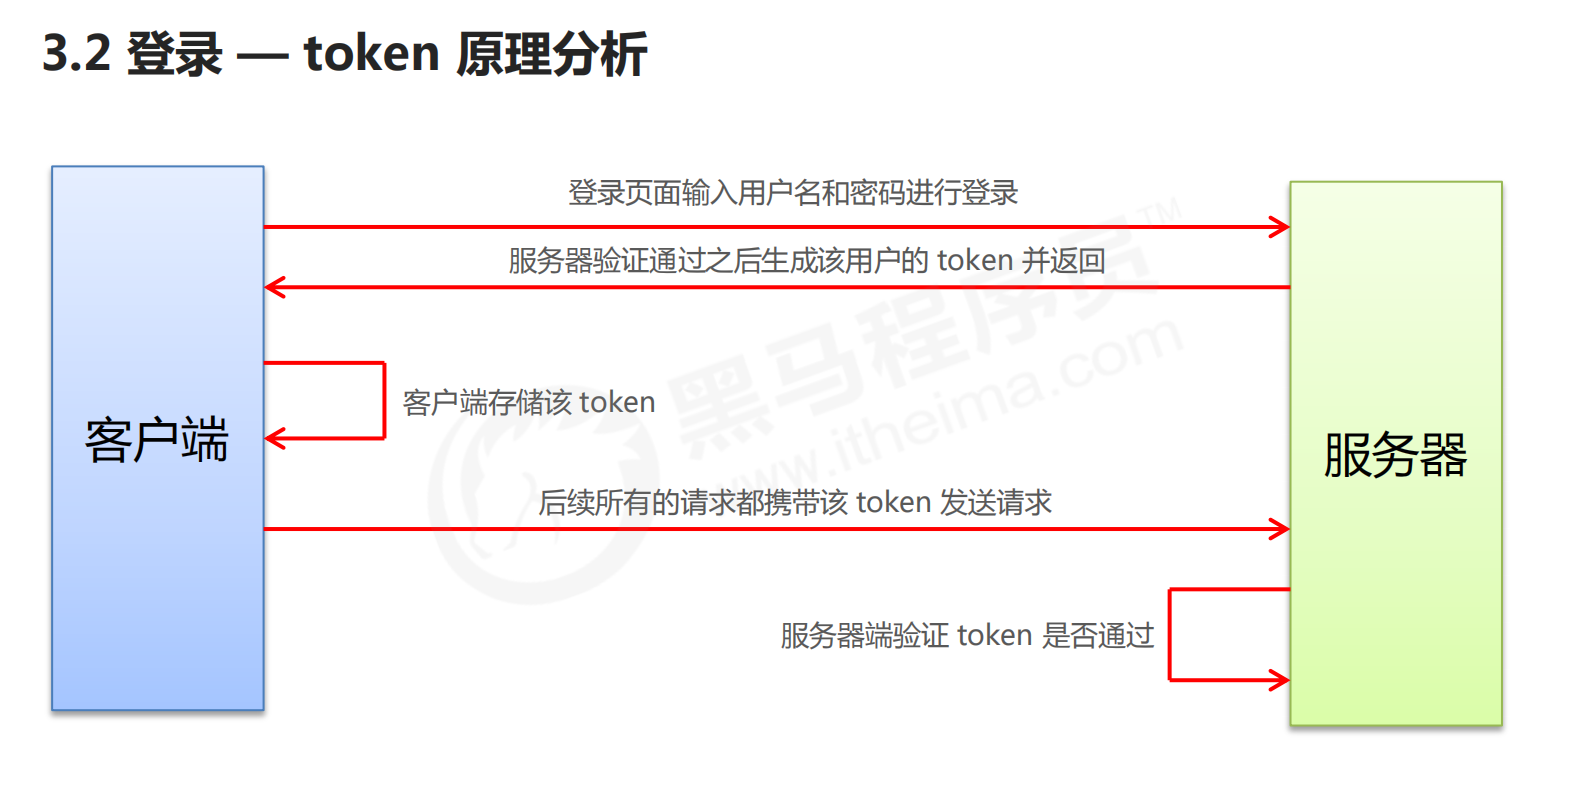 3.2 登录 — token 原理分析
登录页面输入用户名和密码进行登录
服务器验证通过之后生成该用户的 token 并返回
客户端存储该 token
客户端
服务器
后续所有的请求都携带该 token 发送请求
服务器端验证 token 是否通过
黑马程序员™
www.itheima.com